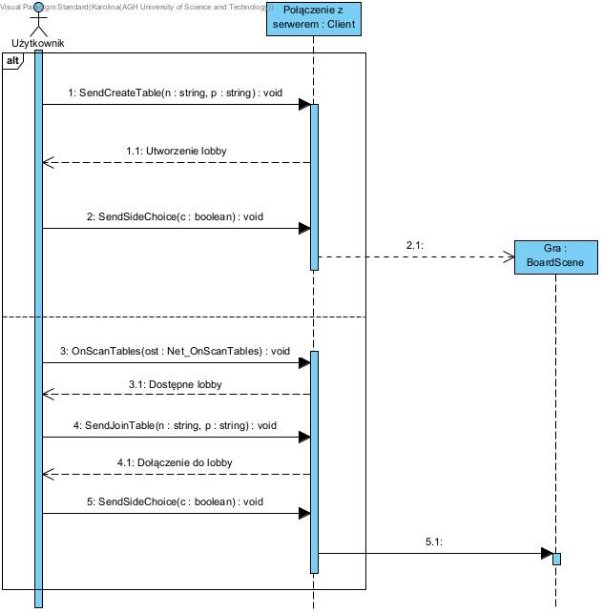 Visual Paradigm Standard(Karolina(AGH University of Science and Technology))
Połączenie z
serwerem : Client
Użytkownik
alt
1: SendCreateTable(n : string, p : string) : void
1.1: Utworzenie lobby
2: SendSideChoice(c : boolean) : void
2.1:
Gra :
BoardScene
3: OnScanTables(ost : Net_OnScanTables) : void
3.1: Dostępne lobby
4: SendJoinTable(n : string, p : string) : void
4.1: Dołączenie do lobby
5: SendSideChoice(c : boolean) : void
5.1: